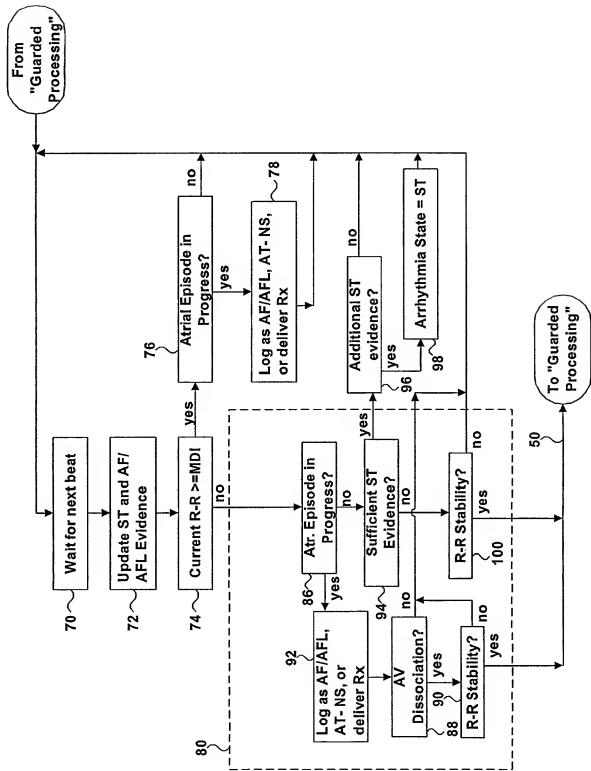 From
"Guarded
Processing"
Wait for next beat
70
Update ST and AF/
AFL Evidence
72
Current R-R >=MDI
74
yes
no
76
Atrial Episode in
Progress?
no
yes
78
Log as AF/AFL, AT- NS,
or deliver Rx
80
Atr. Episode in
Progress?
86
yes
no
92
Log as AF/AFL,
AT- NS, or
deliver Rx
Sufficient ST
Evidence?
94
yes
no
Additional ST
evidence?
96
no
yes
Arrhythmia State = ST
98
AV
Dissociation?
88
no
yes
R-R Stability?
90
no
yes
R-R Stability?
100
no
yes
50
To "Guarded
Processing"